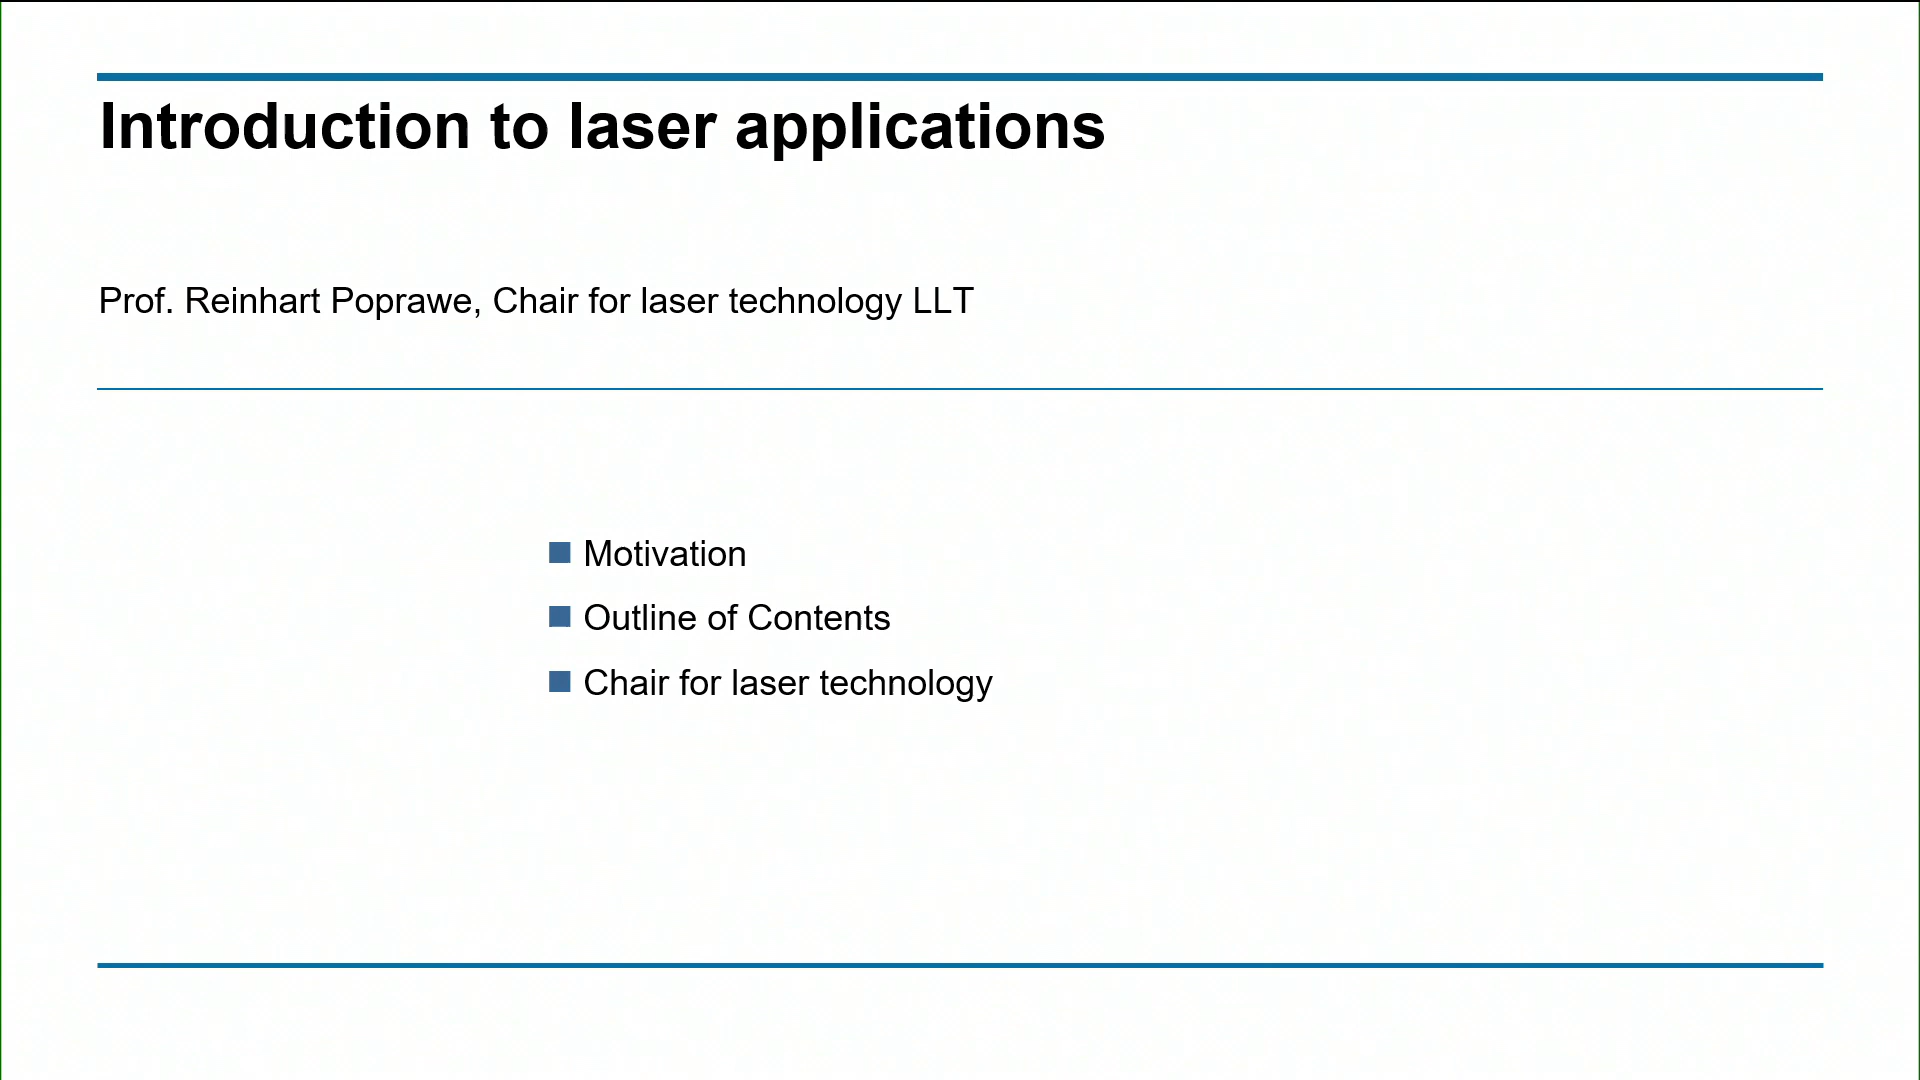 Introduction to laser applications
Prof. Reinhart Poprawe, Chair for laser technology LLT
Motivation
Outline of Contents
Chair for laser technology